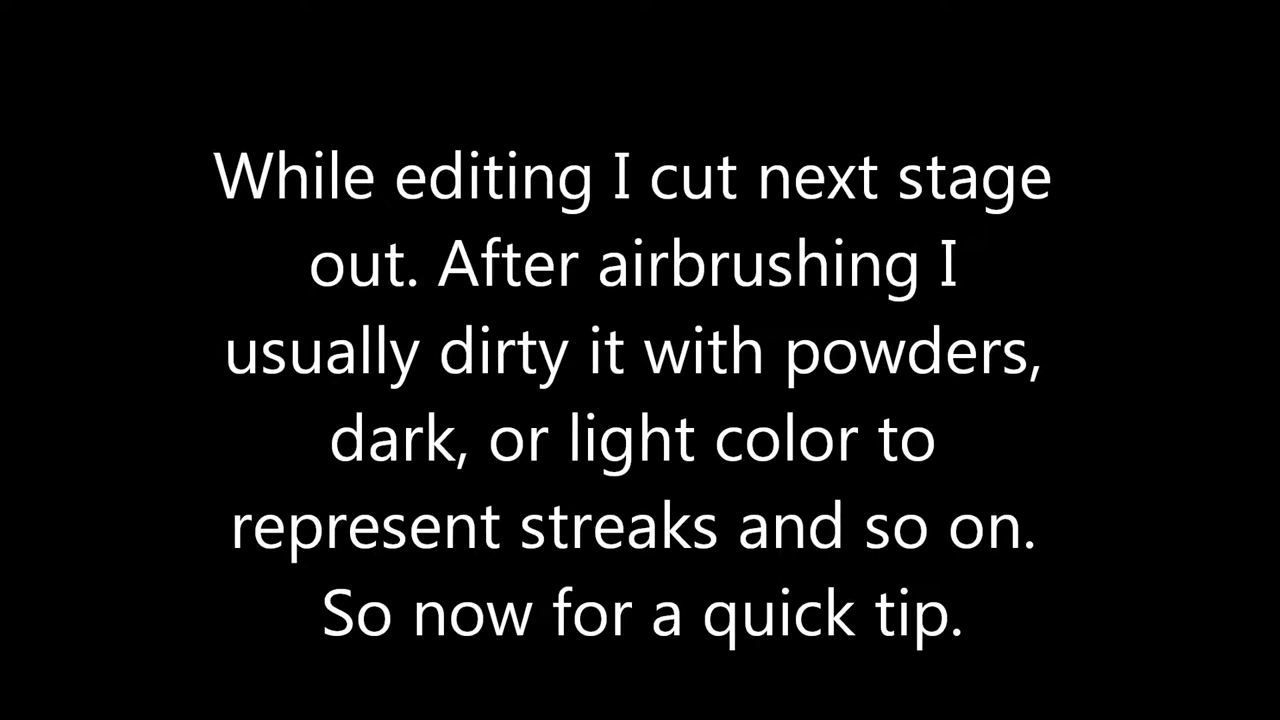 While editing I cut next stage
out. After airbrushing I
usually dirty it with powders,
dark, or light color to
represent streaks and so on.
So now for a quick tip.